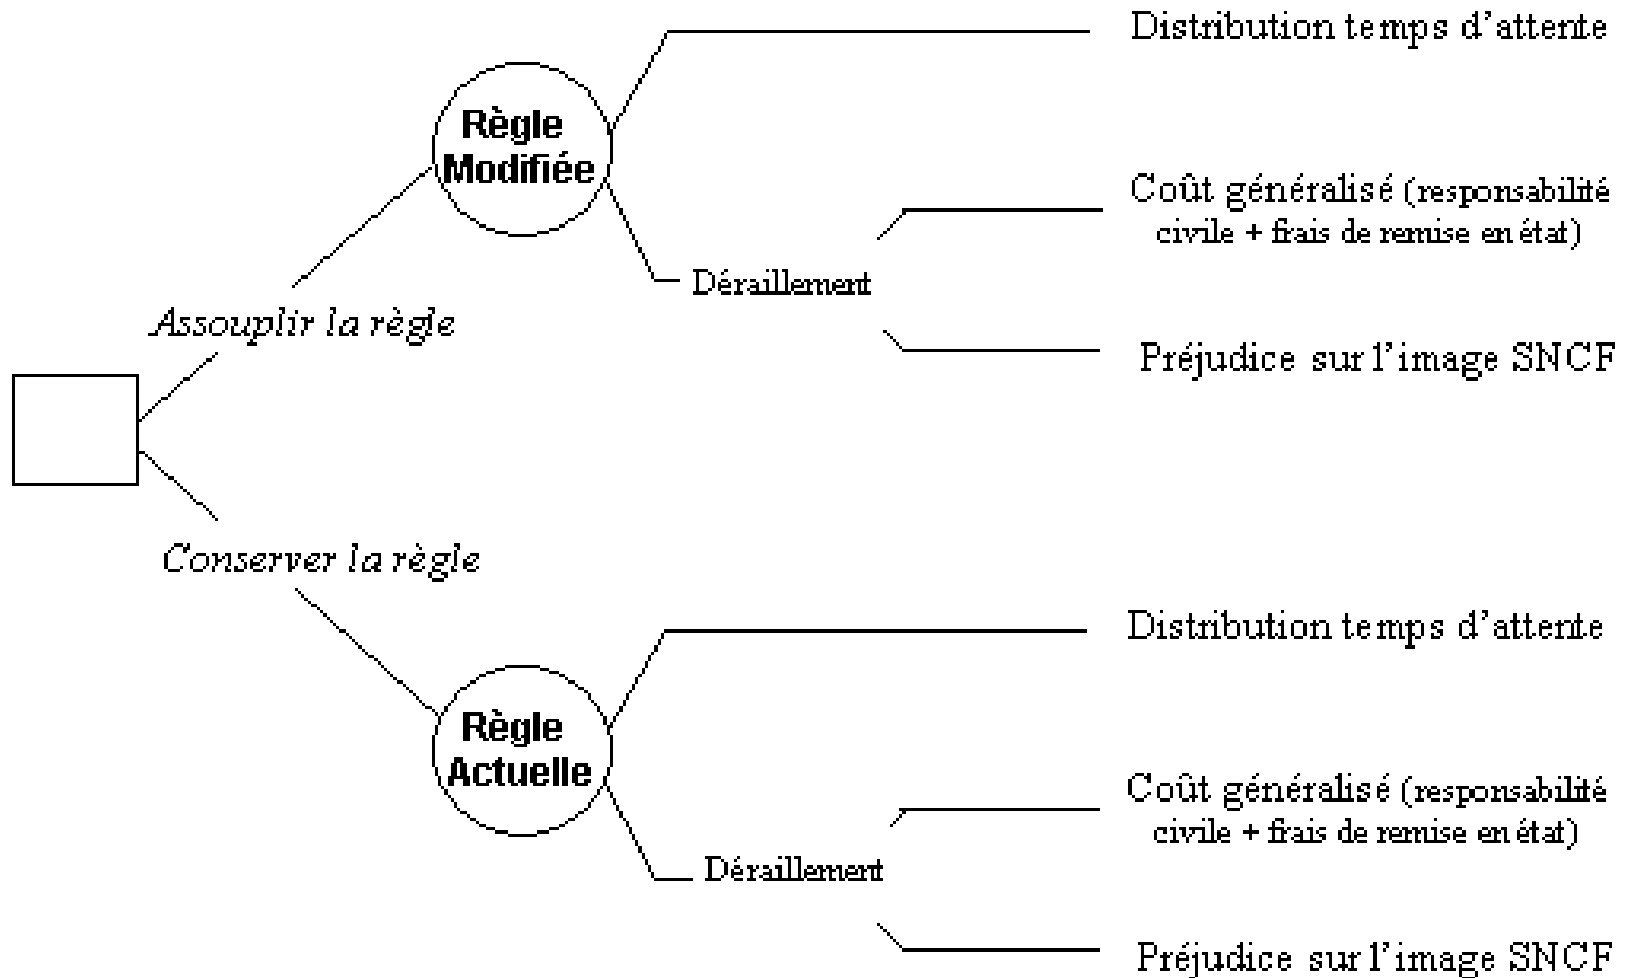 Distribution temps d'attente
Règle
Modifiée
Coût généralisé (responsabilité
civile + frais de remise en état)
Déraillement
Assouplir la règle
Préjudice sur l'image SNCF
Conserver la règle
Distribution temps d'attente
Règle
Actuelle
Coût généralisé (responsabilité
civile + frais de remise en état)
Déraillement
Préjudice sur l'image SNCF